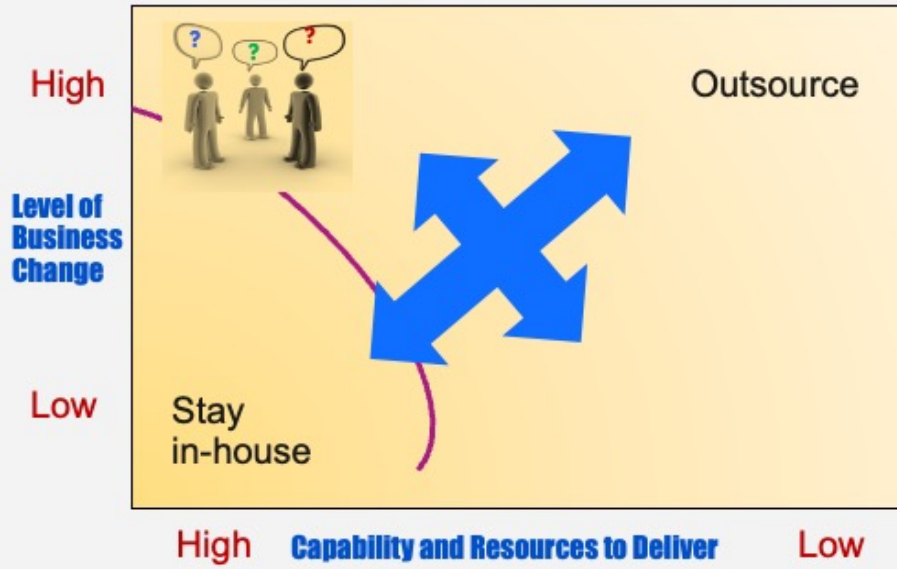 ? ? ?
High
Outsource
Level of
Business
Change
Low
Stay
in-house
High Capability and Resources to Deliver Low